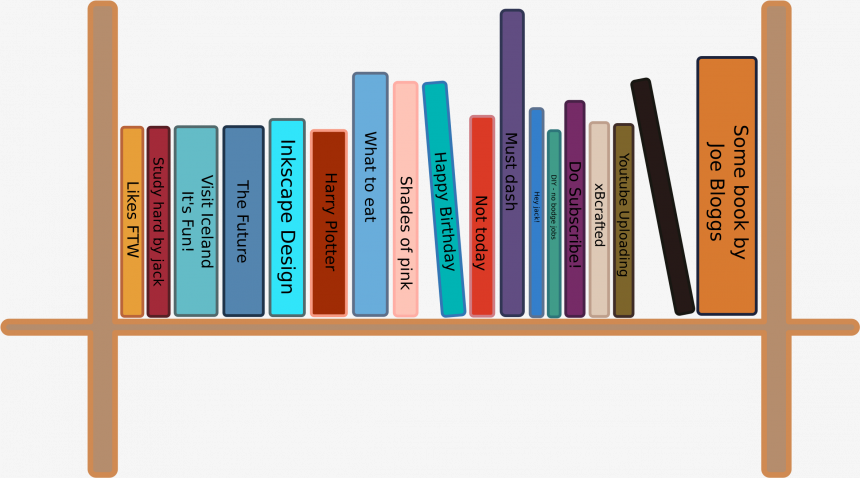 Likes FTW
Study hard by jack
Visit Iceland
It's Fun!
The Future
Inkscape Design
Harry Plotter
What to eat
Shades of pink
Happy Birthday
Not today
Must dash
Hey jack!
DIY - no bodge jobs
Do Subscribe!
xBcrafted
Youtube Uploading
Some book by
Joe Bloggs